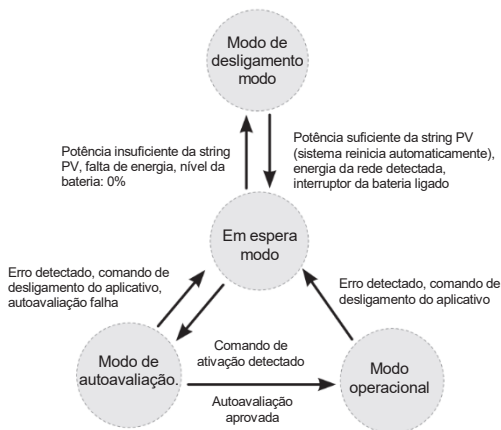 Modo de
desligamento
modo
Potência insuficiente da string
PV, falta de energia, nível da
bateria: 0%
Potência suficiente da string PV
(sistema reinicia automaticamente),
energia da rede detectada,
interruptor da bateria ligado
Em espera
modo
Erro detectado, comando de
desligamento do aplicativo,
autoavaliação falha
Erro detectado, comando de
desligamento do aplicativo
Modo de
autoavaliação.
Comando de
ativação detectado
Autoavaliação
aprovada
Modo
operacional